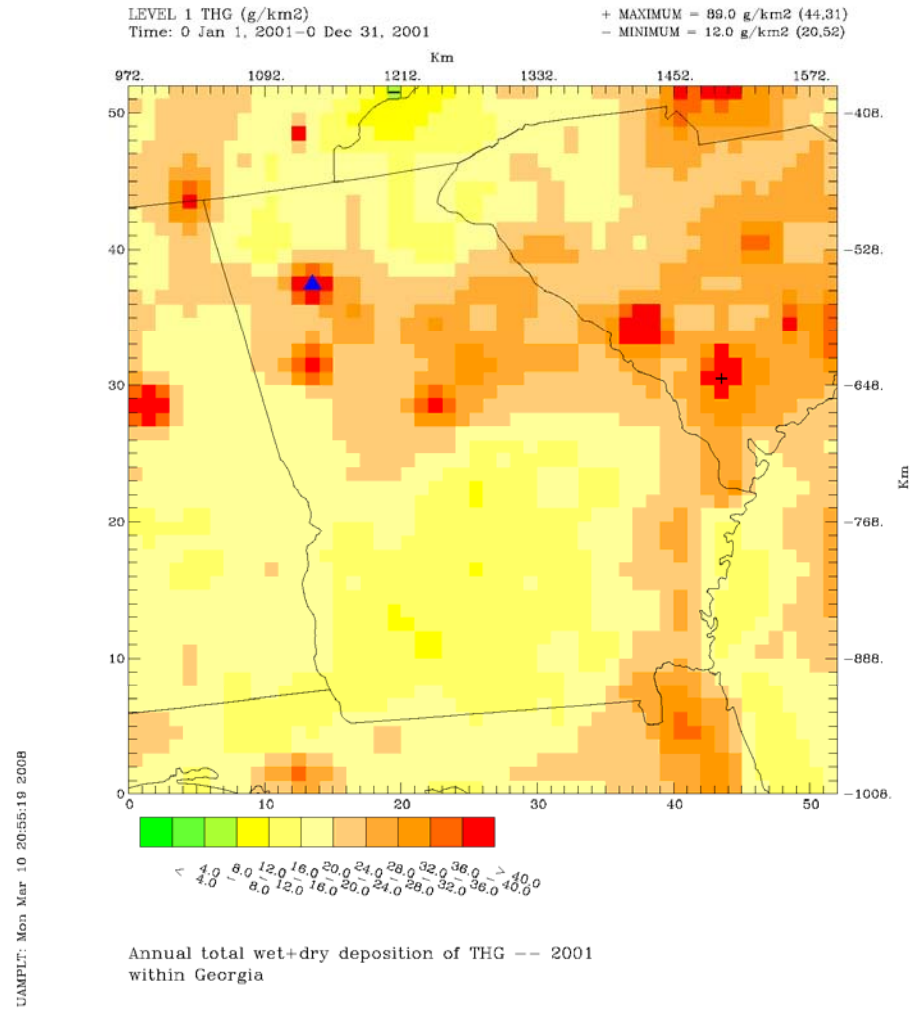 LEVEL 1 THG (g/km2)
Time: 0 Jan 1, 2001-0 Dec 31, 2001
+ MAXIMUM = 89.0 g/km2 (44,31)
- MINIMUM = 12.0 g/km2 (20,52)
Km
972. 1092. 1212. 1332. 1452. 1572.
50 -408.
40 -528.
30 -648.
Km
20 -768.
10 -888.
0 -1008.
0 10 20 30 40 50
< 4.0
4.0 - 8.0
8.0 - 12.0
12.0 - 16.0
16.0 - 20.0
20.0 - 24.0
24.0 - 28.0
28.0 - 32.0
32.0 - 36.0
36.0 - 40.0
> 40.0
Annual total wet+dry deposition of THG -- 2001
within Georgia
UAMPLT: Mon Mar 10 20:55:19 2008